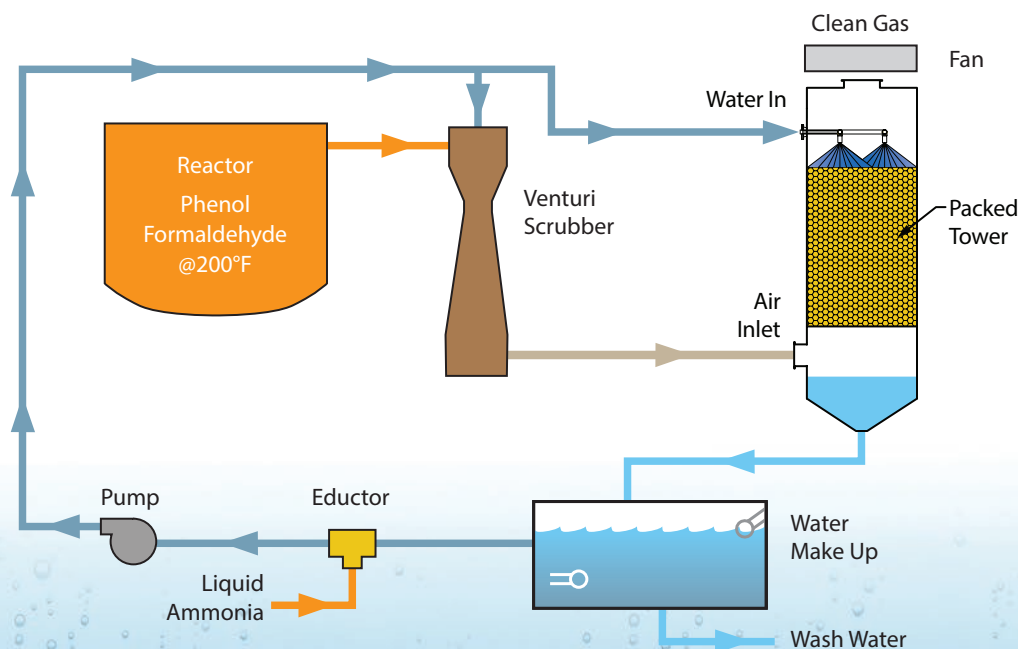 Clean Gas
Fan
Water In
Reactor
Phenol
Formaldehyde
@200°F
Venturi
Scrubber
Packed
Tower
Air
Inlet
Pump
Eductor
Water
Make Up
Liquid
Ammonia
Wash Water